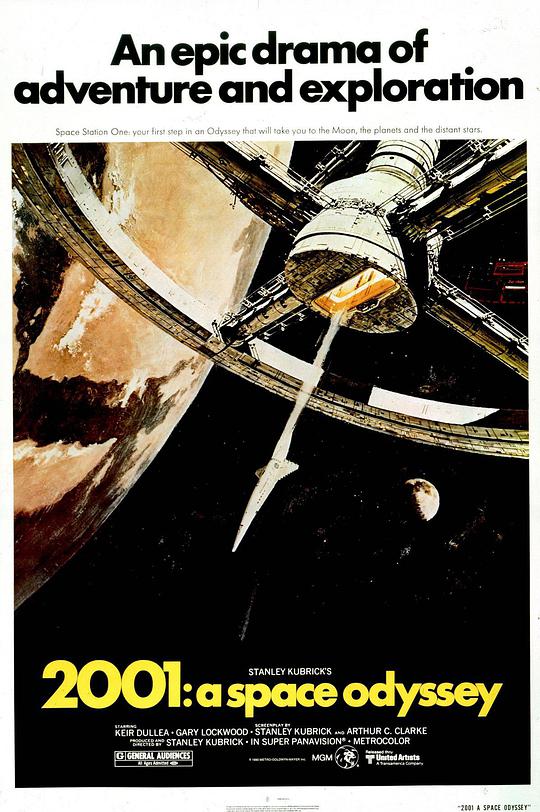 An epic drama of
adventure and exploration
Space Station One: your first step in an Odyssey that will take you to the Moon, the planets and the distant stars.
STANLEY KUBRICK'S
2001: a space odyssey
STARRING SCREENPLAY BY
KEIR DULLEA • GARY LOCKWOOD • STANLEY KUBRICK AND ARTHUR C. CLARKE
PRODUCED AND DIRECTED BY STANLEY KUBRICK • IN SUPER PANAVISION® • METROCOLOR
G GENERAL AUDIENCES
All Ages Admitted
MGM
Released thru
United Artists
A Transamerica Company
"2001 A SPACE ODYSSEY"